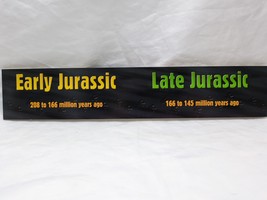 Early Jurassic
208 to 166 million years ago
Late Jurassic
166 to 145 million years ago